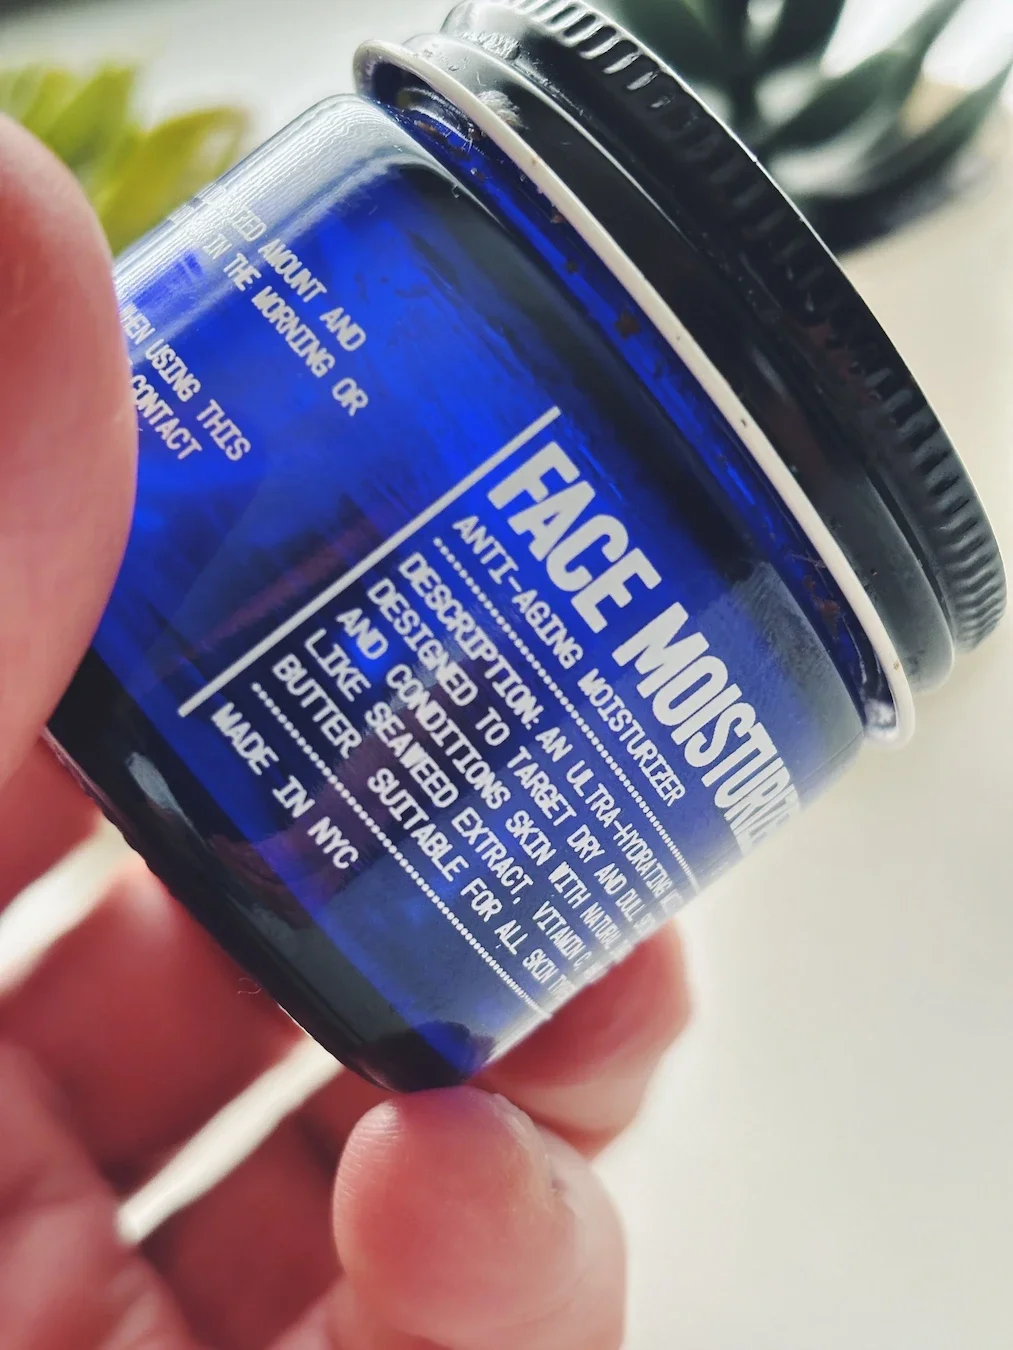 AMOUNT AND
IN THE MORNING OR
USING THIS
CONTACT
FACE
ANTI-AGING MOISTURIZER
DESCRIPTION: AN ULTRA-HYDRATING
DESIGNED TO TARGET DRY AND DULL
AND CONDITIONS SKIN WITH NATURAL
LIKE SEAWEED EXTRACT, VITAMIN C,
BUTTER SUITABLE FOR ALL SKIN
MADE IN NYC